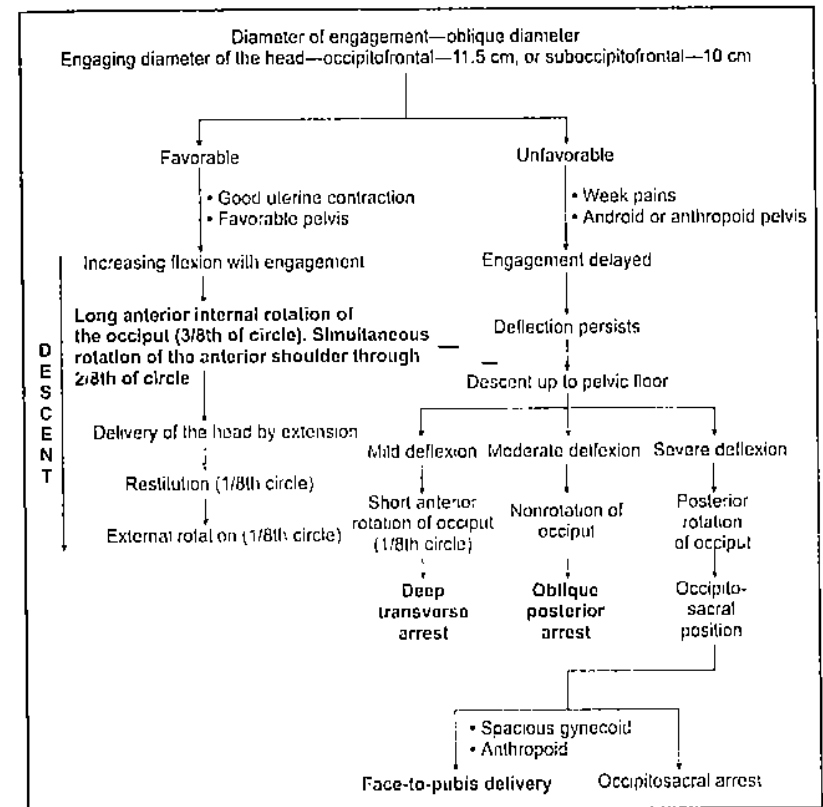 Diameter of engagement—oblique diameter
Engaging diameter of the head—occipitofrontal—11.5 cm, or suboccipitofrontal—10 cm
Favorable
• Good uterine contraction
• Favorable pelvis
Increasing flexion with engagement
Long anterior internal rotation of
the occiput (3/8th of circle). Simultaneous
rotation of the anterior shoulder through
2/8th of circle
Delivery of the head by extension
Restitution (1/8th circle)
External rotation (1/8th circle)
DESCENT
Unfavorable
• Week pains
• Android or anthropoid pelvis
Engagement delayed
Deflection persists
Descent up to pelvic floor
Mild deflexion
Short anterior
rotation of occiput
(1/8th circle)
Deep
transverse
arrest
Moderate deflexion
Nonrotation of
occiput
Oblique
posterior
arrest
Severe deflexion
Posterior
rotation
of occiput
Occipito-
sacral
position
• Spacious gynecoid
• Anthropoid
Face-to-pubis delivery
Occipitosacral arrest